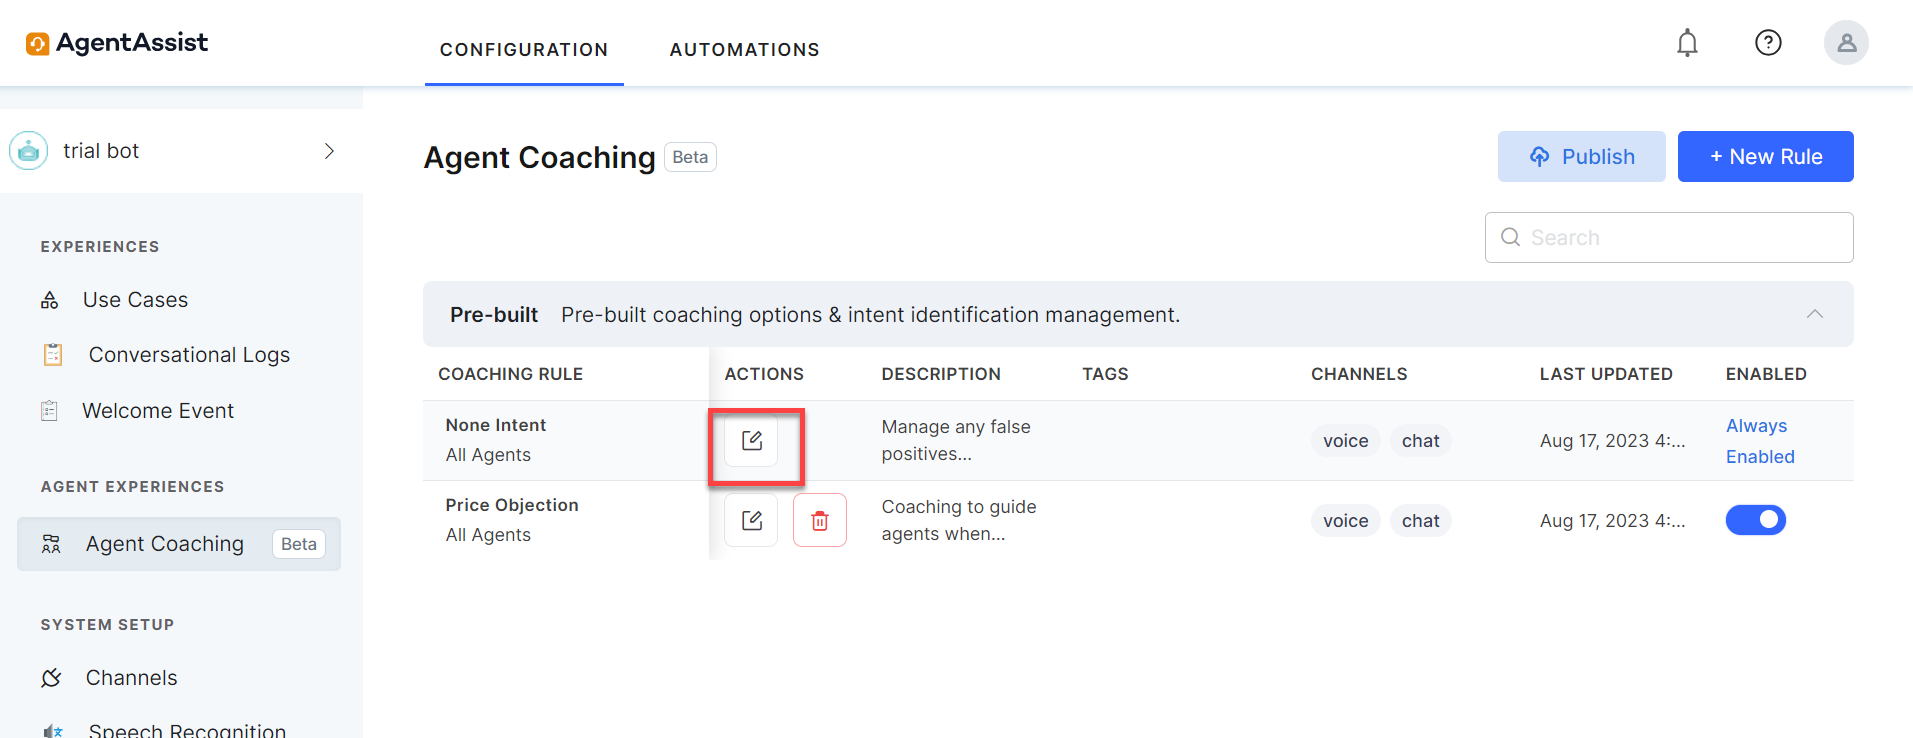 AgentAssist
CONFIGURATION
AUTOMATIONS
trial bot
EXPERIENCES
Use Cases
Conversational Logs
Welcome Event
AGENT EXPERIENCES
Agent Coaching Beta
SYSTEM SETUP
Channels
Speech Recognition
Agent Coaching Beta
Publish
+ New Rule
Search
Pre-built Pre-built coaching options & intent identification management.
COACHING RULE ACTIONS DESCRIPTION TAGS CHANNELS LAST UPDATED ENABLED
None Intent
All Agents
Manage any false
positives...
voice chat
Aug 17, 2023 4:...
Always
Enabled
Price Objection
All Agents
Coaching to guide
agents when...
voice chat
Aug 17, 2023 4:...